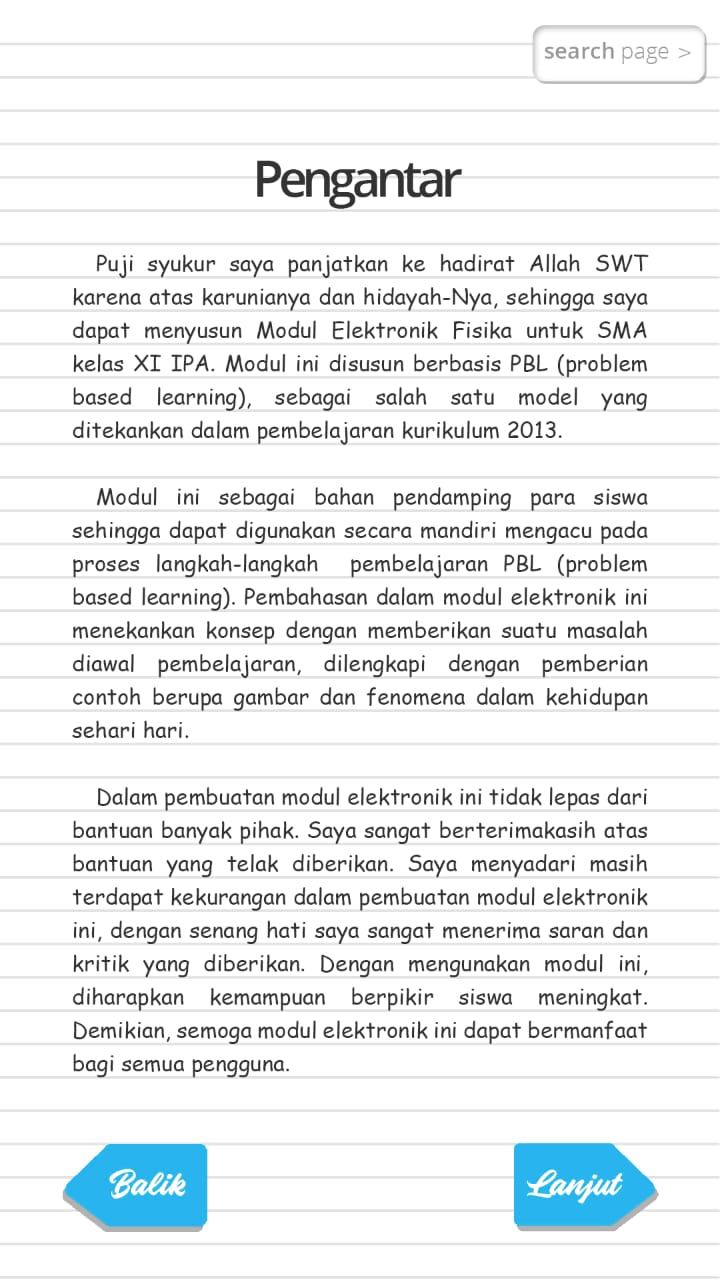 search page >
Pengantar
Puji syukur saya panjatkan ke hadirat Allah SWT
karena atas karunianya dan hidayah-Nya, sehingga saya
dapat menyusun Modul Elektronik Fisika untuk SMA
kelas XI IPA. Modul ini disusun berbasis PBL (problem
based learning), sebagai salah satu model yang
ditekankan dalam pembelajaran kurikulum 2013.
Modul ini sebagai bahan pendamping para siswa
sehingga dapat digunakan secara mandiri mengacu pada
proses langkah-langkah pembelajaran PBL (problem
based learning). Pembahasan dalam modul elektronik ini
menekankan konsep dengan memberikan suatu masalah
diawal pembelajaran, dilengkapi dengan pemberian
contoh berupa gambar dan fenomena dalam kehidupan
sehari hari.
Dalam pembuatan modul elektronik ini tidak lepas dari
bantuan banyak pihak. Saya sangat berterimakasih atas
bantuan yang telak diberikan. Saya menyadari masih
terdapat kekurangan dalam pembuatan modul elektronik
ini, dengan senang hati saya sangat menerima saran dan
kritik yang diberikan. Dengan mengunakan modul ini,
diharapkan kemampuan berpikir siswa meningkat.
Demikian, semoga modul elektronik ini dapat bermanfaat
bagi semua pengguna.
Balik
Lanjut